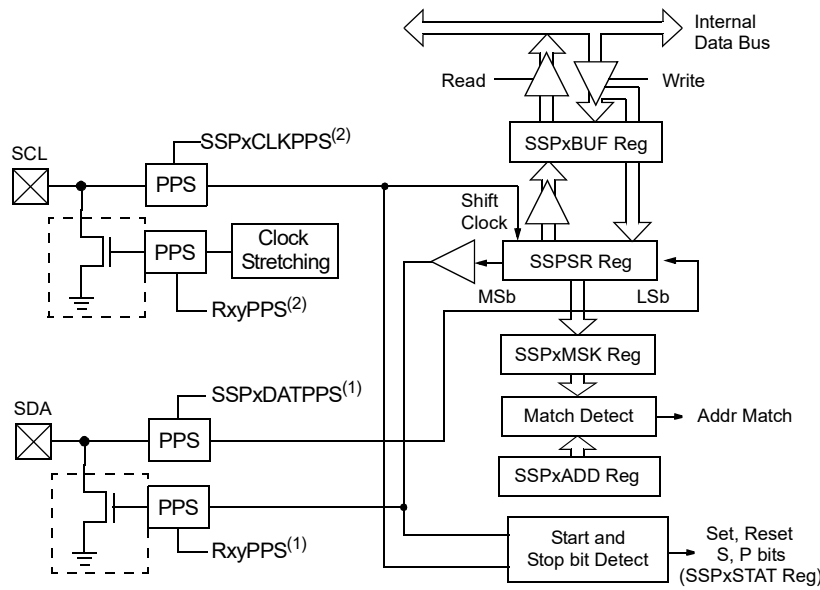 Internal
Data Bus
Read
Write
SSPxBUF Reg
SSPxCLKPPS(2)
SCL
PPS
Shift
Clock
PPS
Clock
Stretching
SSPSR Reg
MSb
LSb
RxyPPS(2)
SSPxMSK Reg
SSPxDATPPS(1)
SDA
PPS
Match Detect
Addr Match
SSPxADD Reg
PPS
RxyPPS(1)
Start and
Stop bit Detect
Set, Reset
S, P bits
(SSPxSTAT Reg)